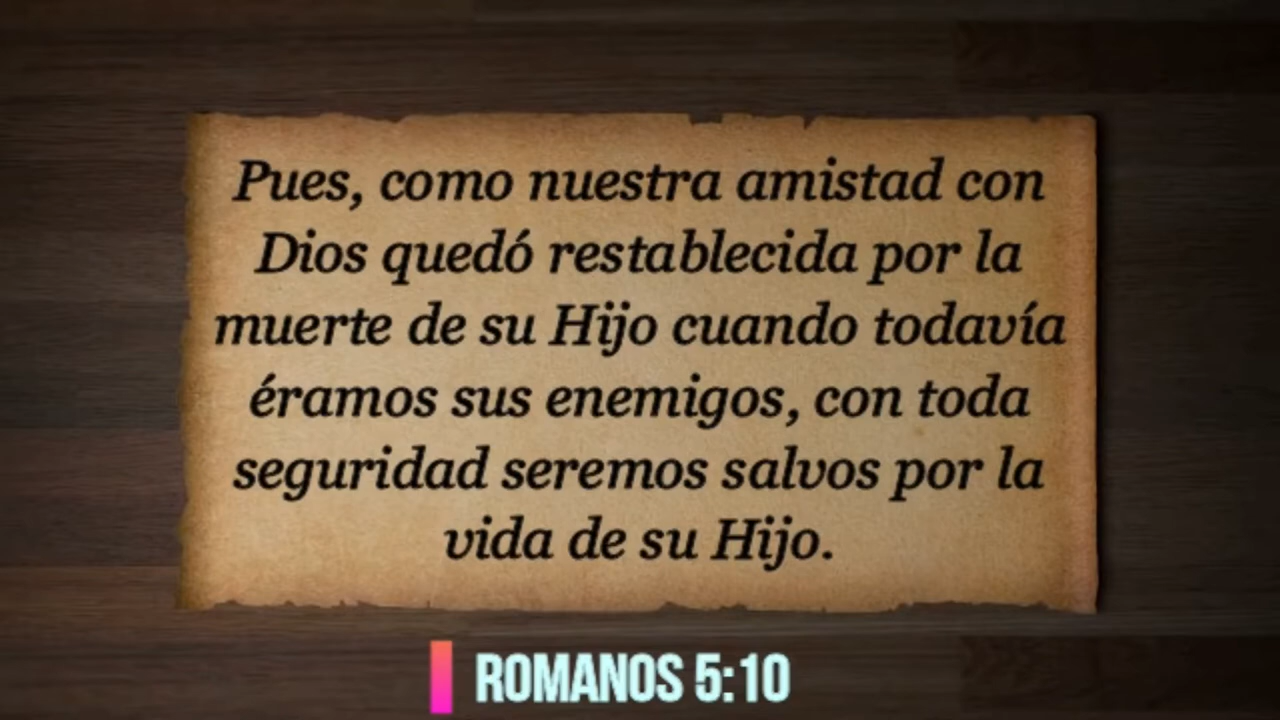 Pues, como nuestra amistad con
Dios quedó restablecida por la
muerte de su Hijo cuando todavía
éramos sus enemigos, con toda
seguridad seremos salvos por la
vida de su Hijo.
ROMANOS 5:10